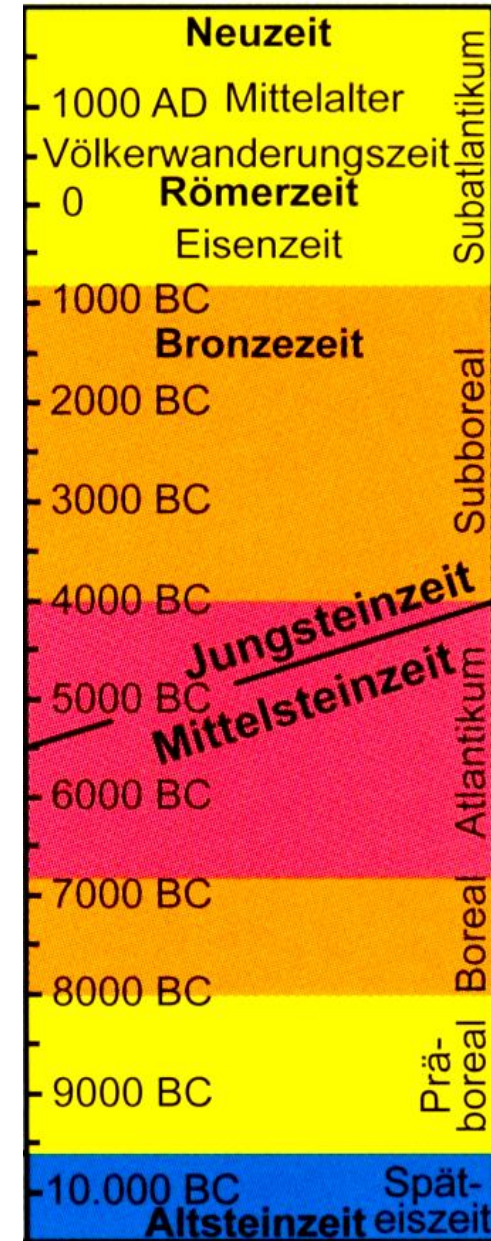 Neuzeit
1000 AD Mittelalter
Völkerwanderungszeit
0 Römerzeit
Eisenzeit
Subatlantikum
1000 BC
Bronzezeit
2000 BC
3000 BC
Subboreal
4000 BC
Jungsteinzeit
5000 BC
Mittelsteinzeit
6000 BC
Atlantikum
7000 BC
Boreal
8000 BC
9000 BC
Prä-
boreal
10.000 BC
Spät-
eiszeit
Altsteinzeit